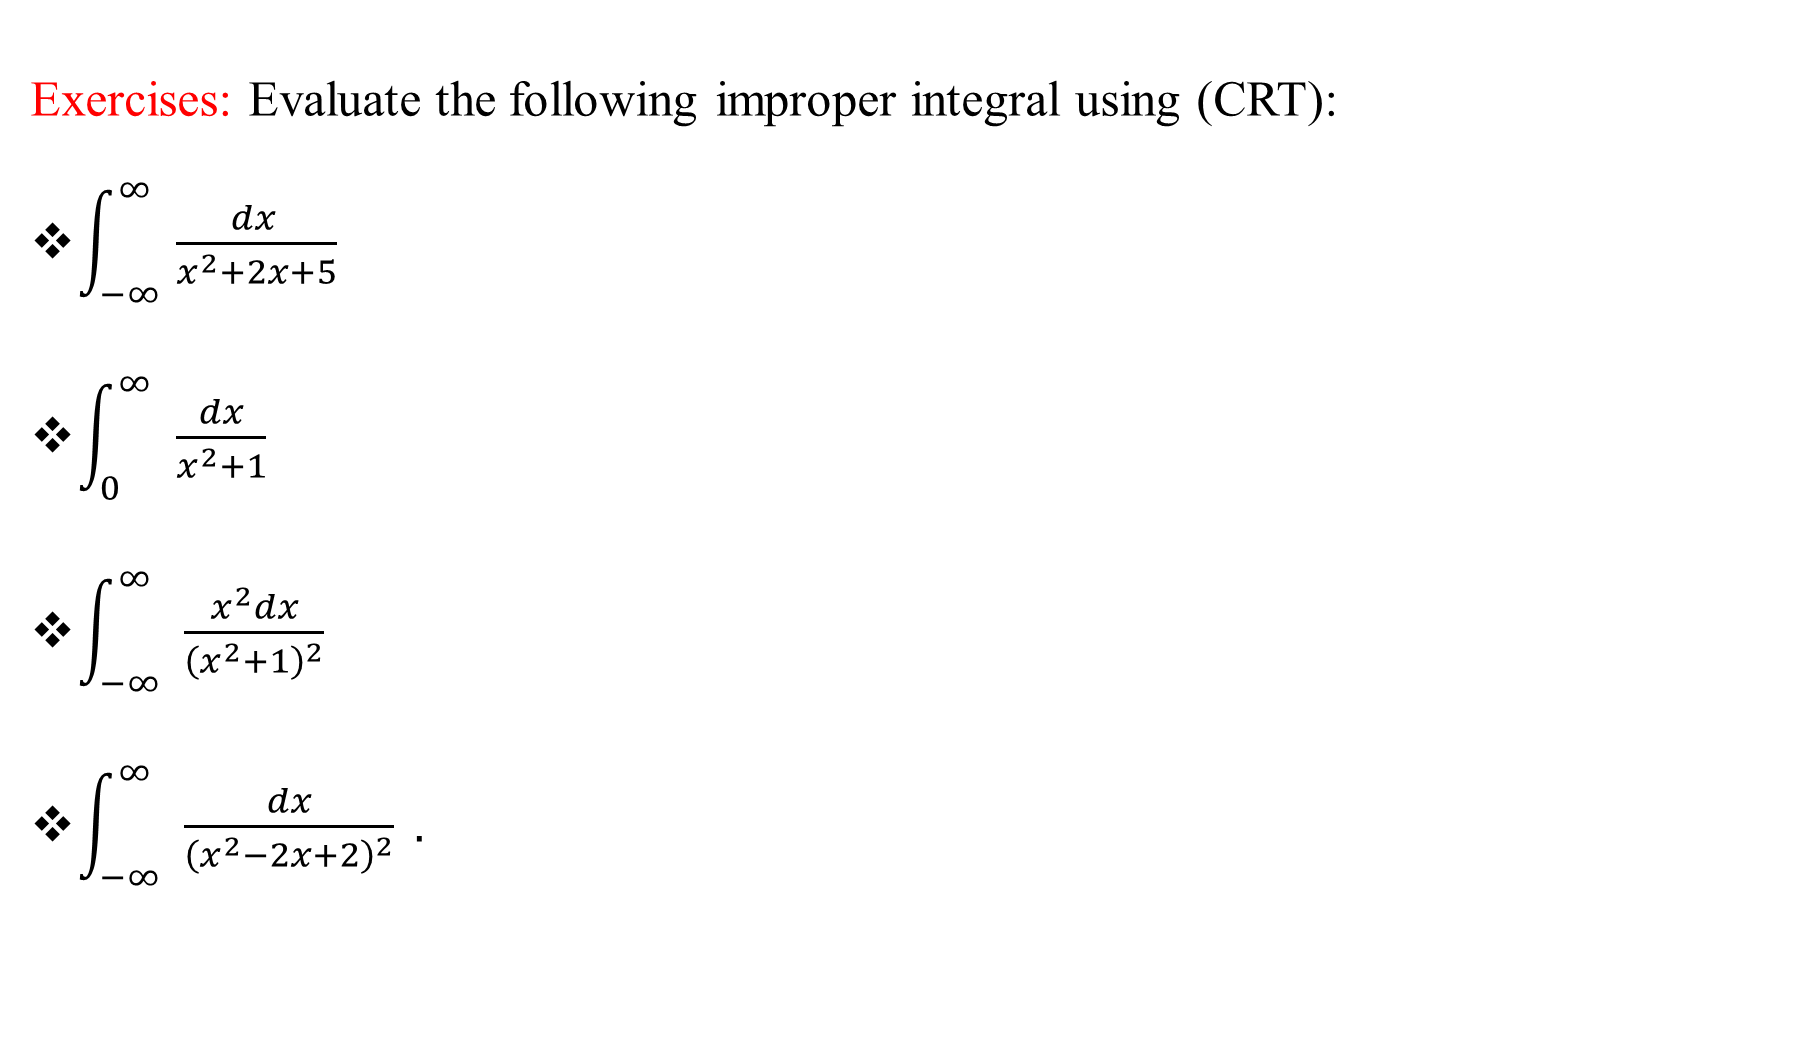 Exercises: Evaluate the following improper integral using (CRT):
❖ ∫_{−∞}^{∞} dx/(x²+2x+5)
❖ ∫_{0}^{∞} dx/(x²+1)
❖ ∫_{−∞}^{∞} x²dx/(x²+1)²
❖ ∫_{−∞}^{∞} dx/(x²−2x+2)² .